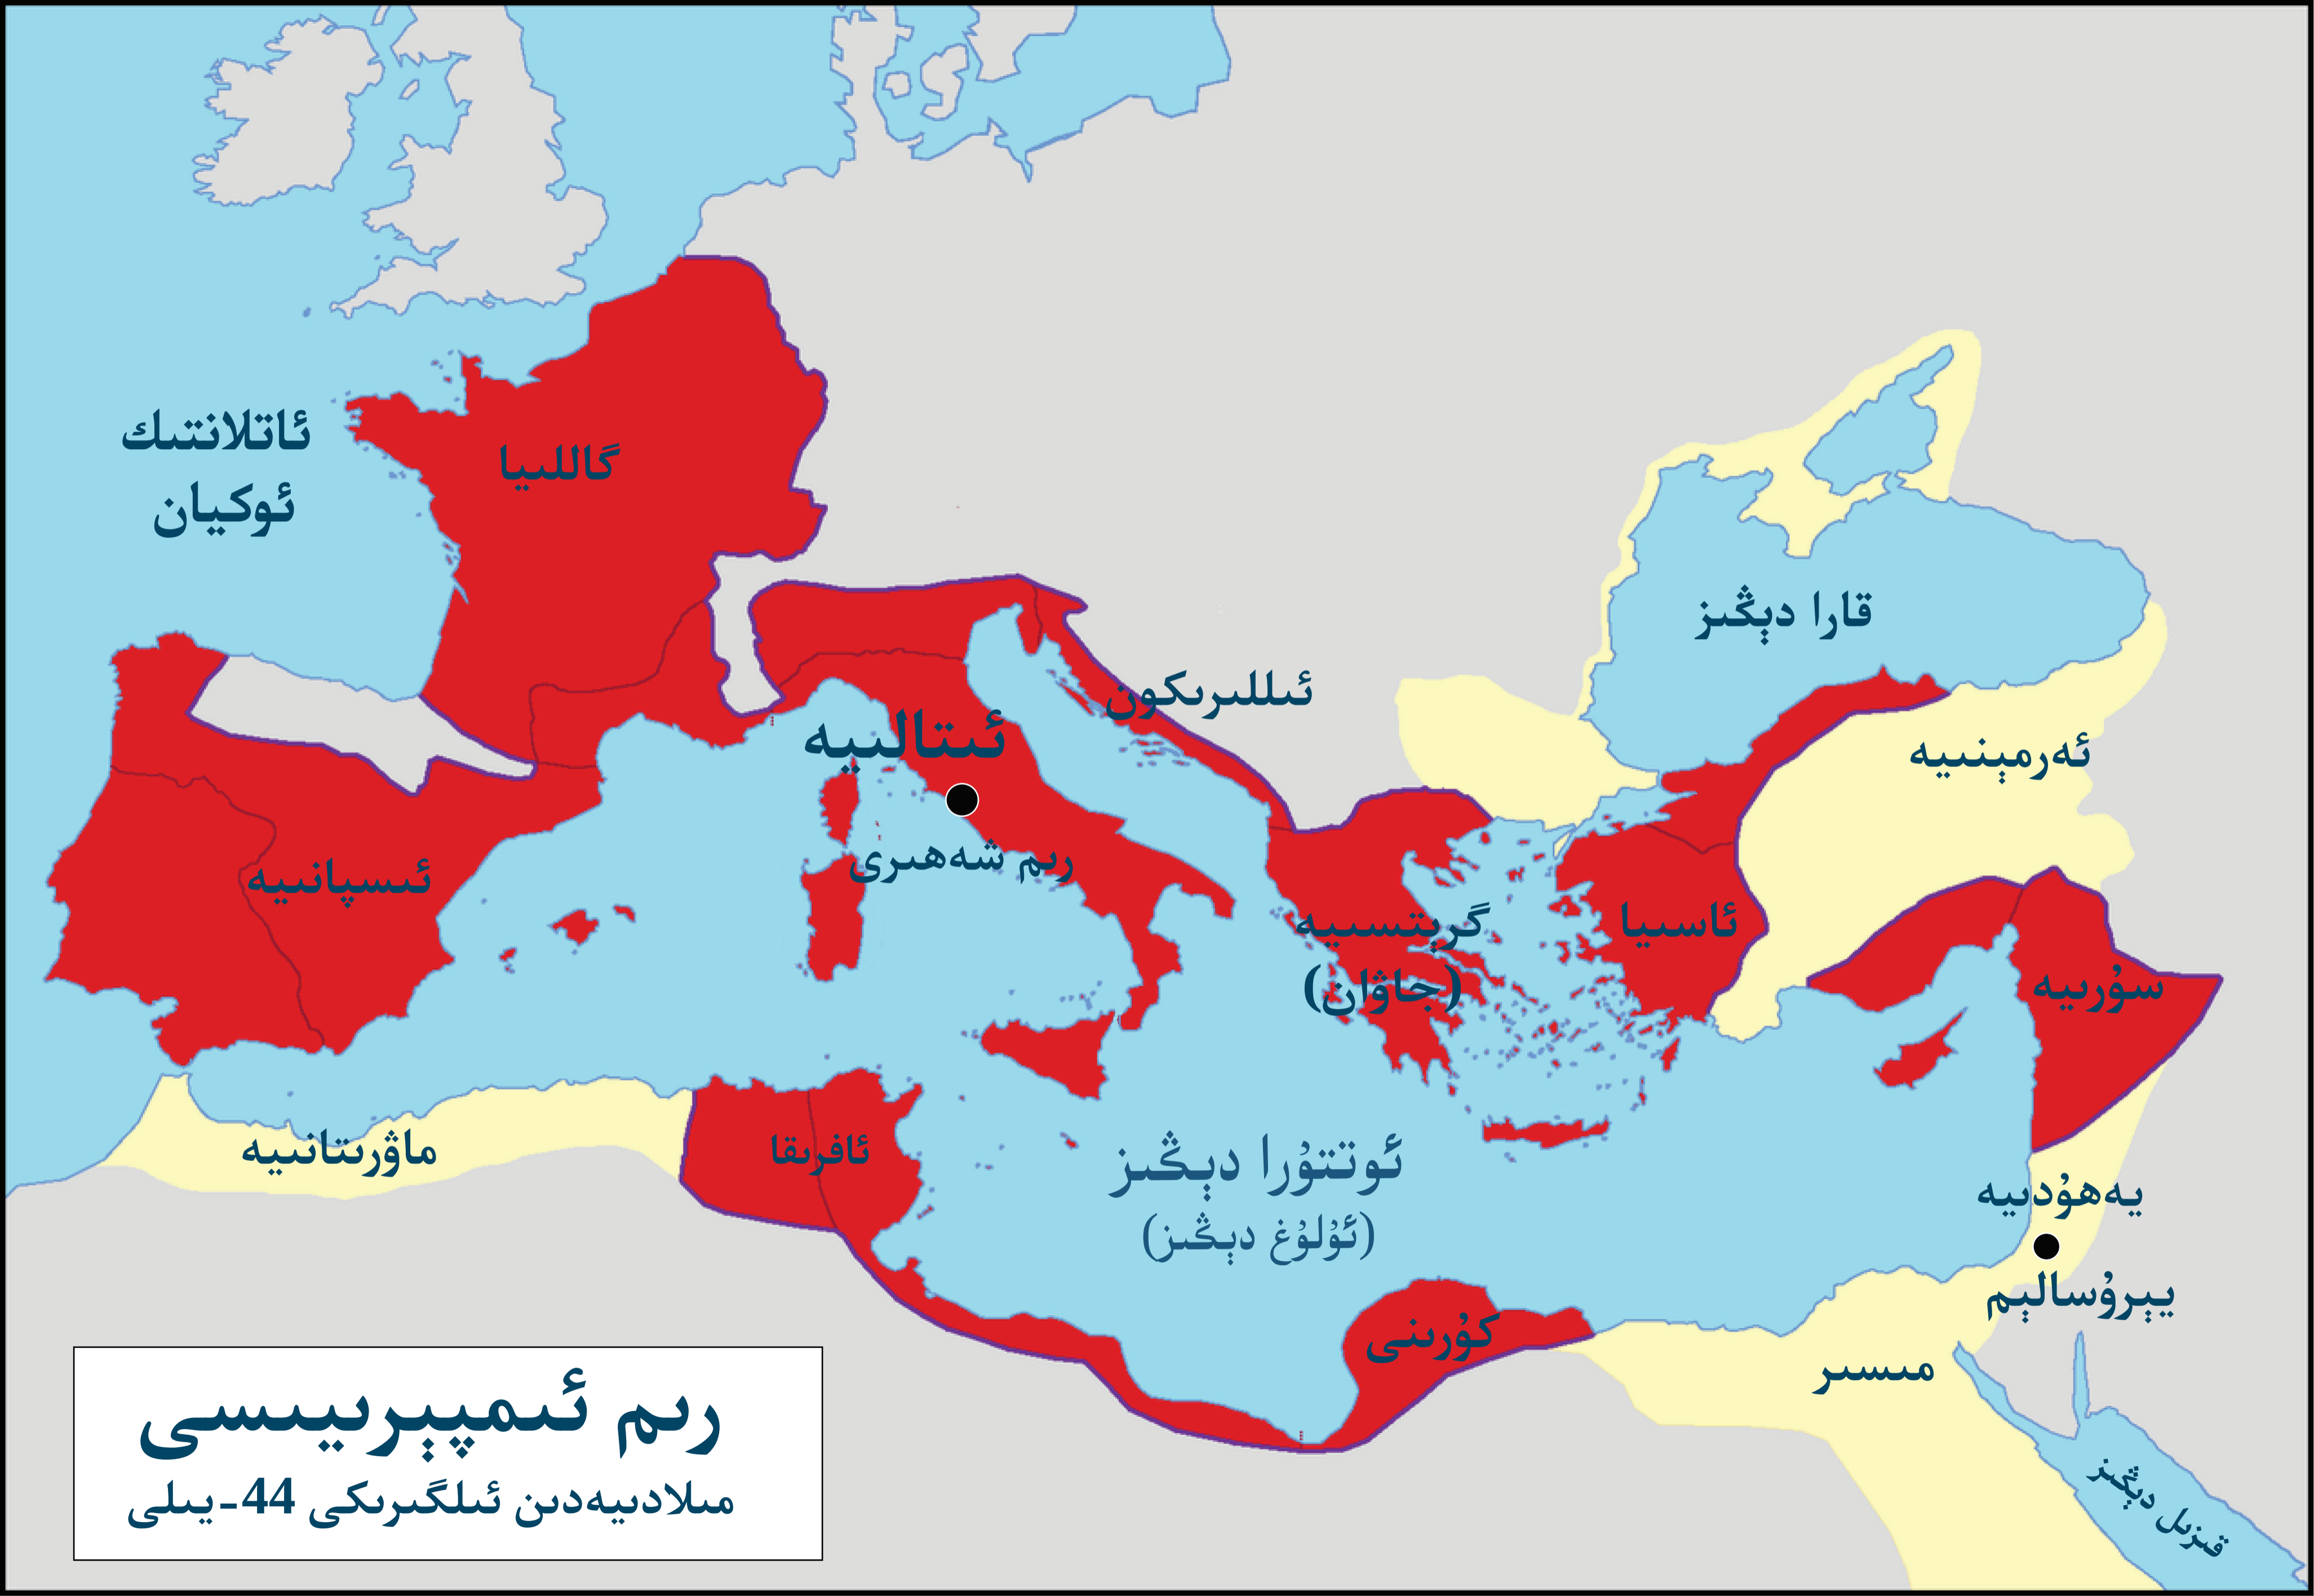 ئاتلانتىك
ئوكيان
گاللىيا
قارا دېڭىز
ئىللىرىكون
ئىتالىيە
ئەرمېنىيە
رىم شەھىرى
ئىسپانىيە
گرېتسىيە
(جاۋان)
ئاسىيا
سۇرىيە
ماۋرىتانىيە
ئافرىقا
ئوتتۇرا دېڭىز
(ئۇلۇغ دېڭىز)
يەھۇدىيە
يېرۇسالېم
كۇرنى
مىسىر
قىزىل دېڭىز
رىم ئىمپېرىيىسى
مىلادىيەدىن ئىلگىرىكى 44-يىلى